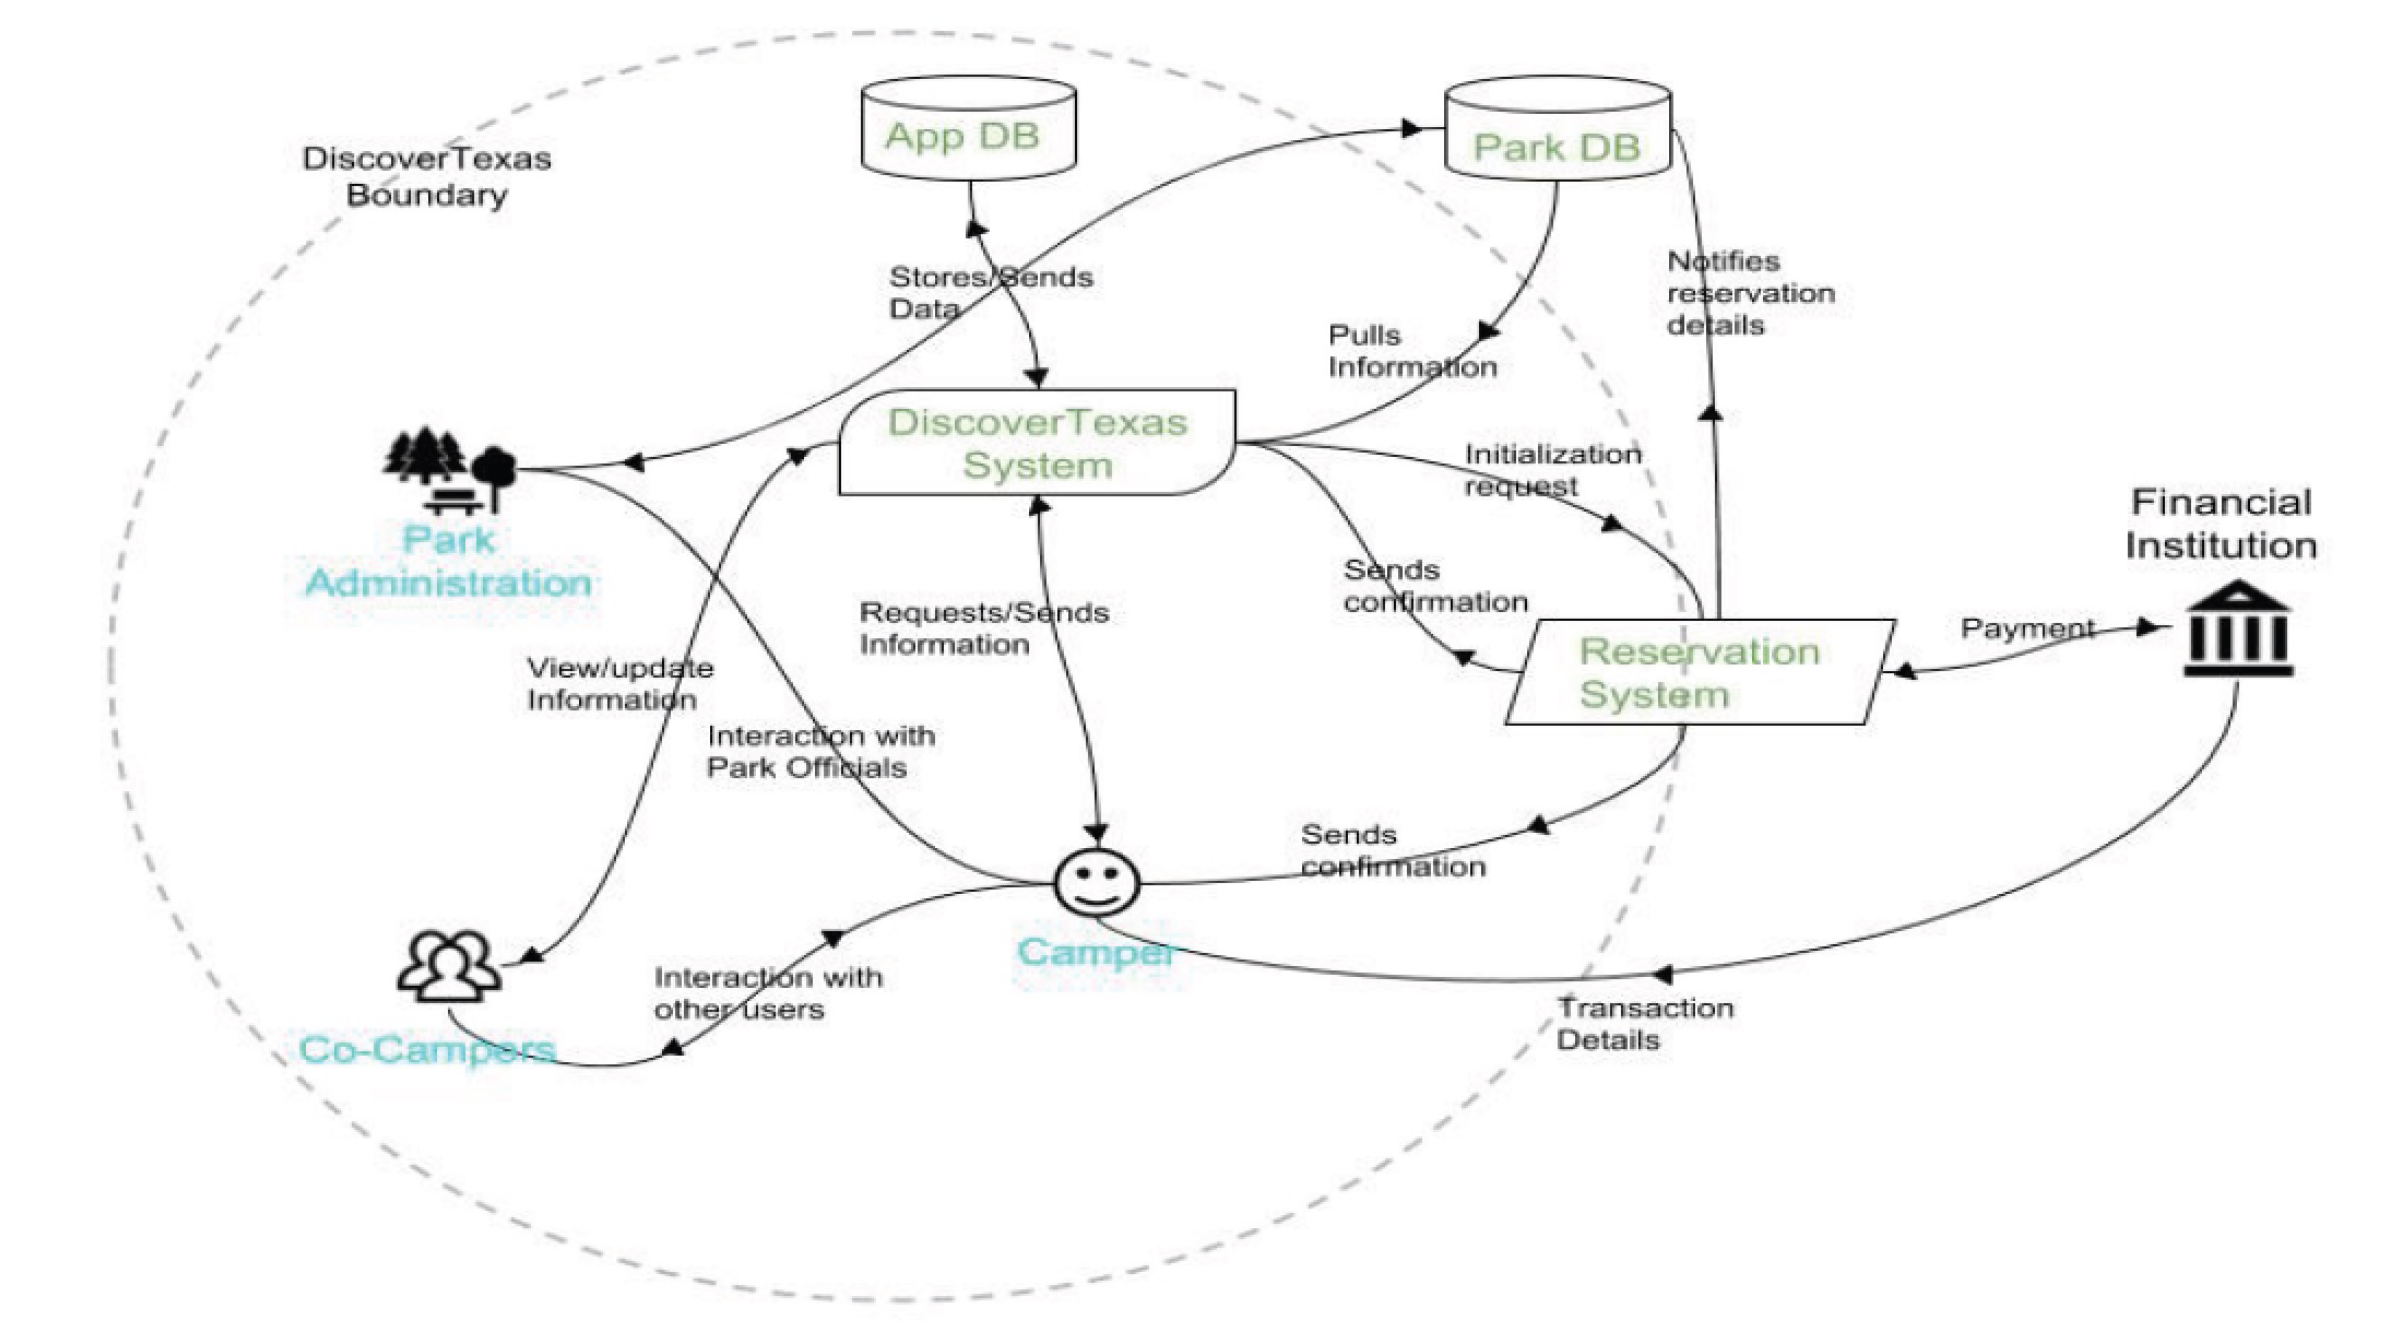 DiscoverTexas
Boundary
App DB
Park DB
Stores/Sends
Data
Notifies
reservation
details
Pulls
Information
DiscoverTexas
System
Initialization
request
Financial
Institution
Park
Administration
Sends
confirmation
Requests/Sends
Information
Payment
Reservation
System
View/update
Information
Interaction with
Park Officials
Sends
confirmation
Camper
Interaction with
other users
Transaction
Details
Co-Campers